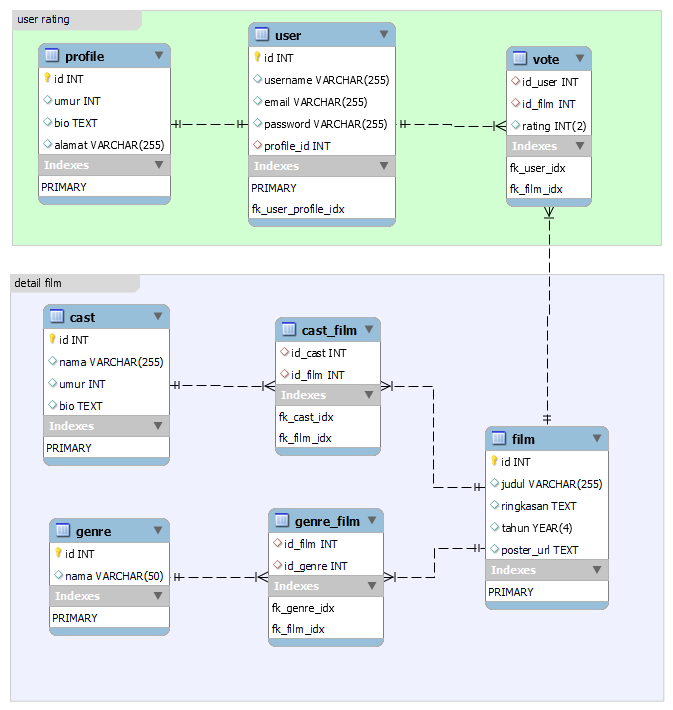 user rating
profile
id INT
umur INT
bio TEXT
alamat VARCHAR(255)
Indexes
PRIMARY
user
id INT
username VARCHAR(255)
email VARCHAR(255)
password VARCHAR(255)
profile_id INT
Indexes
PRIMARY
fk_user_profile_idx
vote
id_user INT
id_film INT
rating INT(2)
Indexes
fk_user_idx
fk_film_idx
detail film
cast
id INT
nama VARCHAR(255)
umur INT
bio TEXT
Indexes
PRIMARY
cast_film
id_cast INT
id_film INT
Indexes
fk_cast_idx
fk_film_idx
film
id INT
judul VARCHAR(255)
ringkasan TEXT
tahun YEAR(4)
poster_url TEXT
Indexes
PRIMARY
genre
id INT
nama VARCHAR(50)
Indexes
PRIMARY
genre_film
id_film INT
id_genre INT
Indexes
fk_genre_idx
fk_film_idx